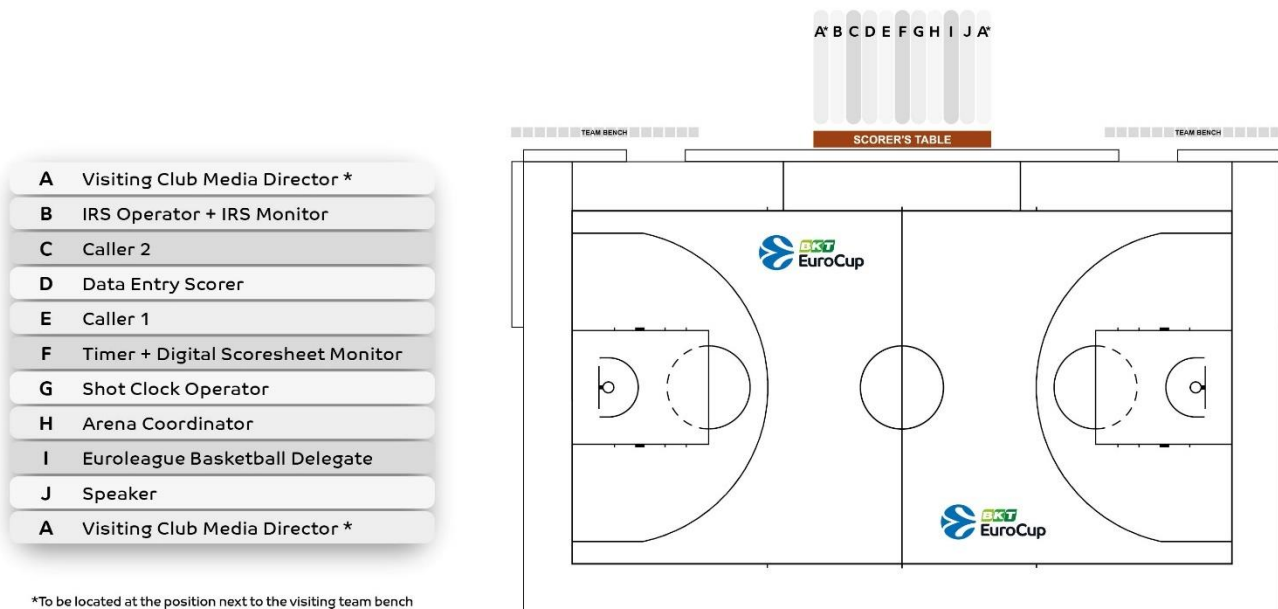 A* B C D E F G H I J A*
TEAM BENCH
SCORER'S TABLE
TEAM BENCH
A Visiting Club Media Director *
B IRS Operator + IRS Monitor
C Caller 2
D Data Entry Scorer
E Caller 1
F Timer + Digital Scoresheet Monitor
G Shot Clock Operator
H Arena Coordinator
I Euroleague Basketball Delegate
J Speaker
A Visiting Club Media Director *
*To be located at the position next to the visiting team bench
BKT
EuroCup
BKT
EuroCup